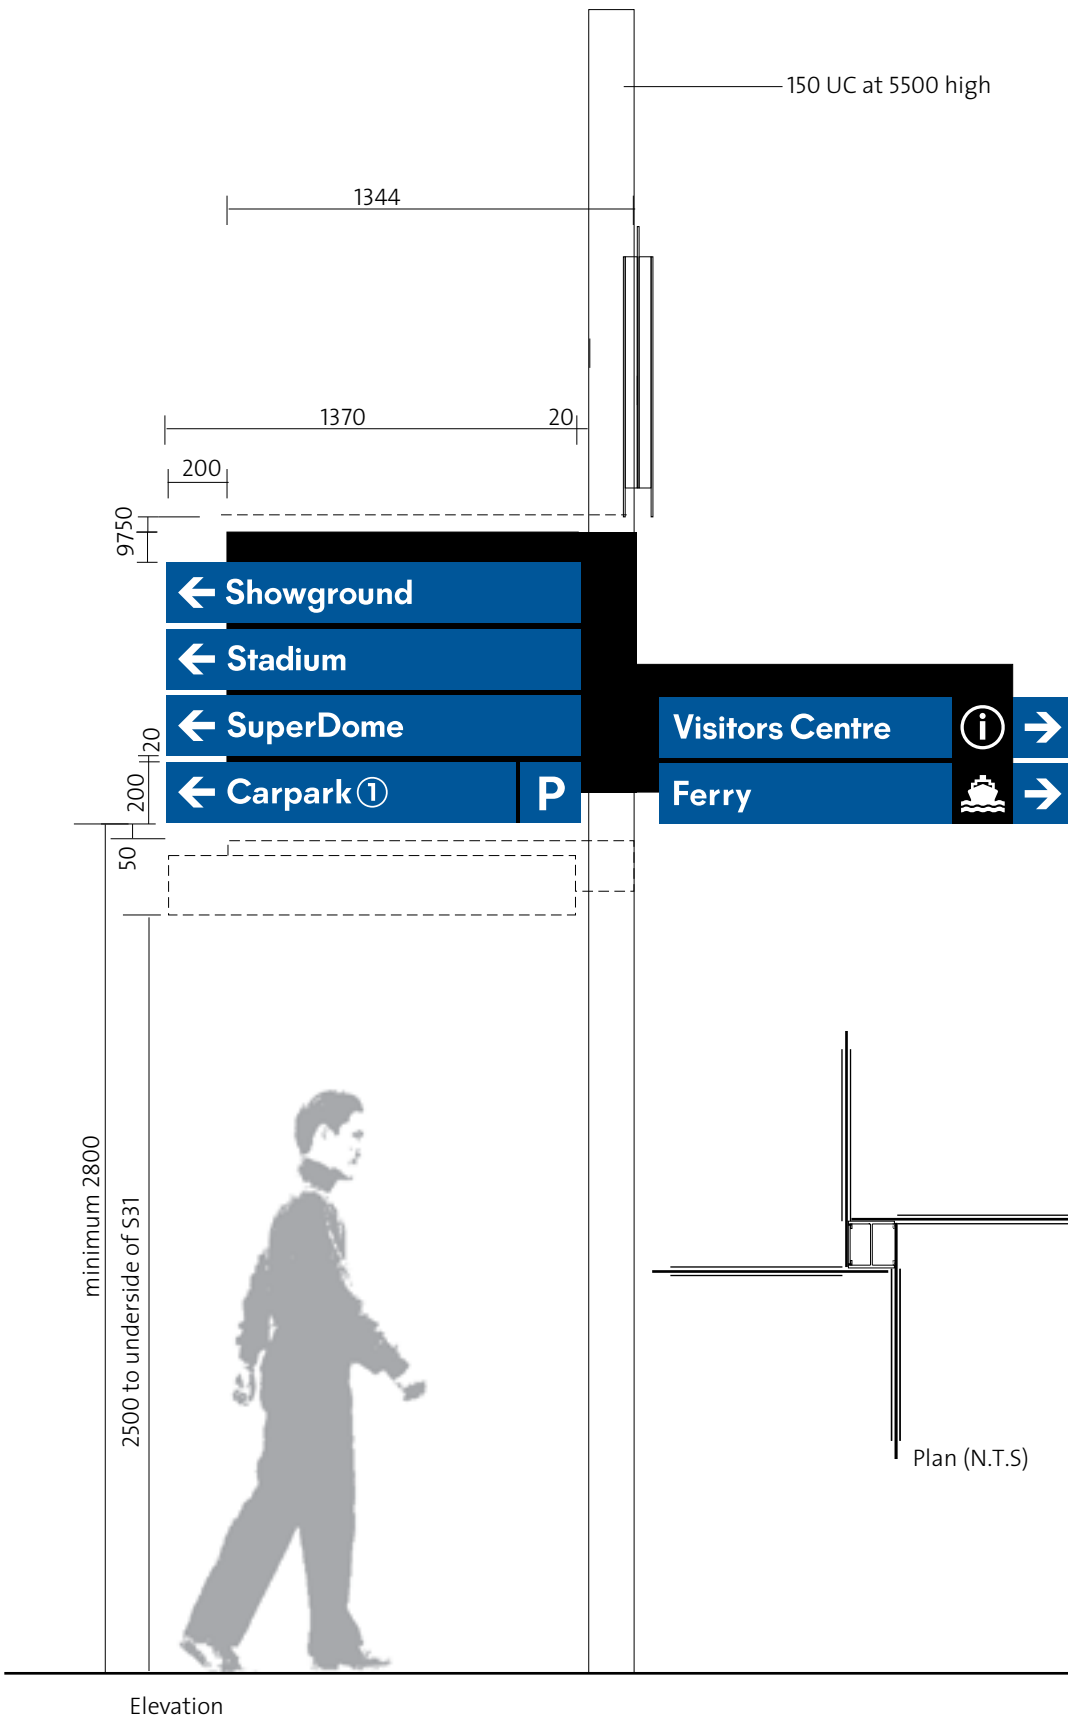 150 UC at 5500 high
1344
1370
20
200
9750
Showground
Stadium
SuperDome
20
Visitors Centre
i
200
Carpark 1
P
Ferry
50
minimum 2800
2500 to underside of S31
Plan (N.T.S)
Elevation